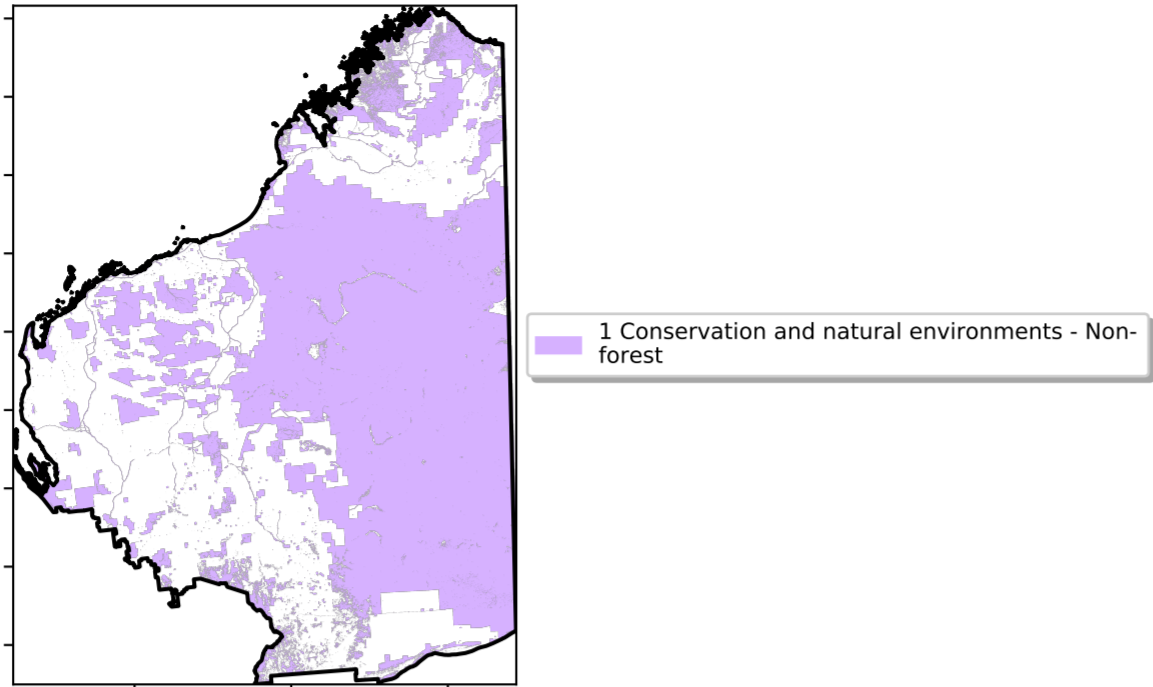 1 Conservation and natural environments - Non-
forest